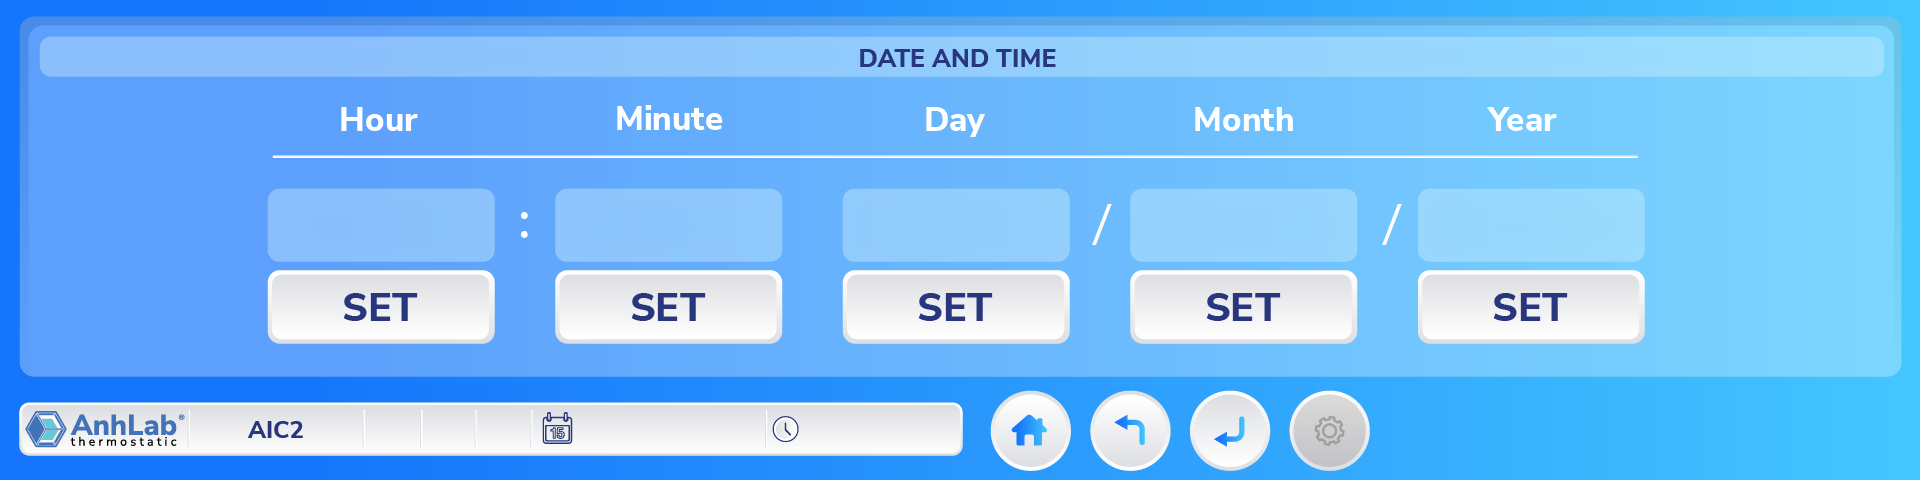 DATE AND TIME
Hour Minute Day Month Year
: / /
SET SET SET SET SET
AnhLab®
thermostatic
AIC2
15